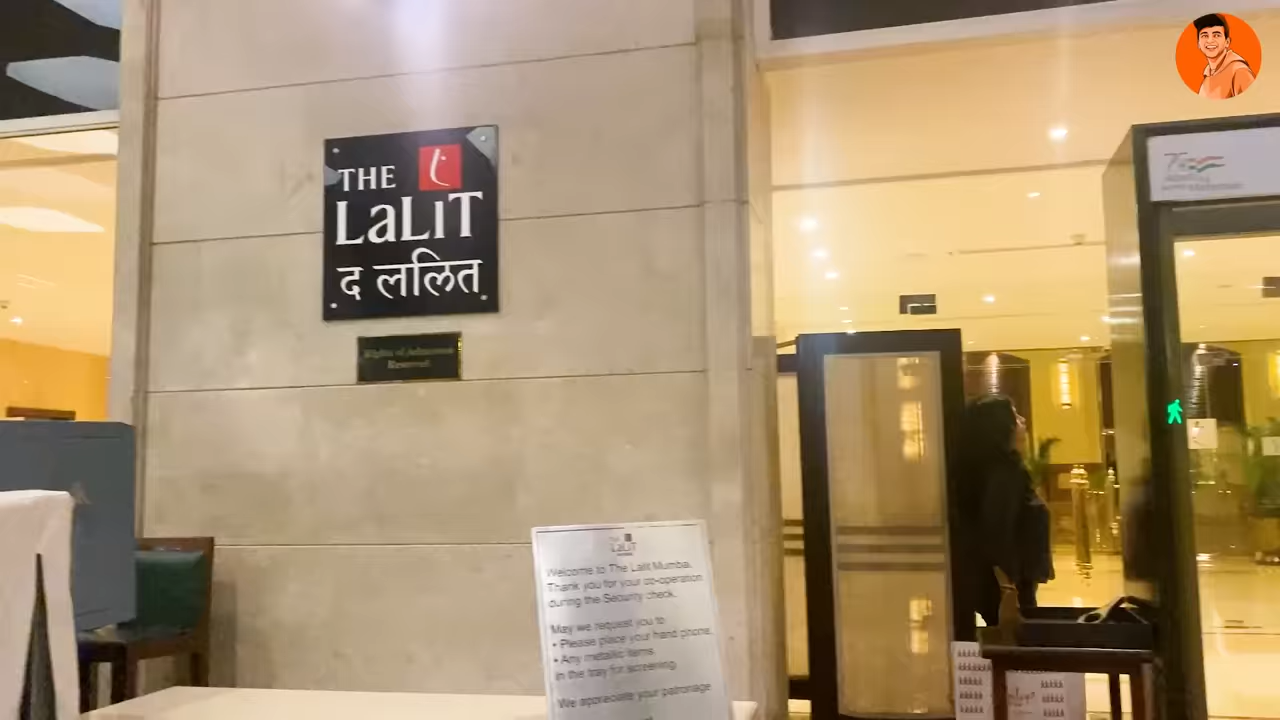 THE
LaLiT
द ललित
Rights of Admission
Reserved
THE
LaLiT
Welcome to The Lalit Mumbai.
Thank you for your co-operation
during the Security check.
May we request you to
• Please place your hand phone,
• Any metallic items
in the tray for screening.
We appreciate your patronage
75